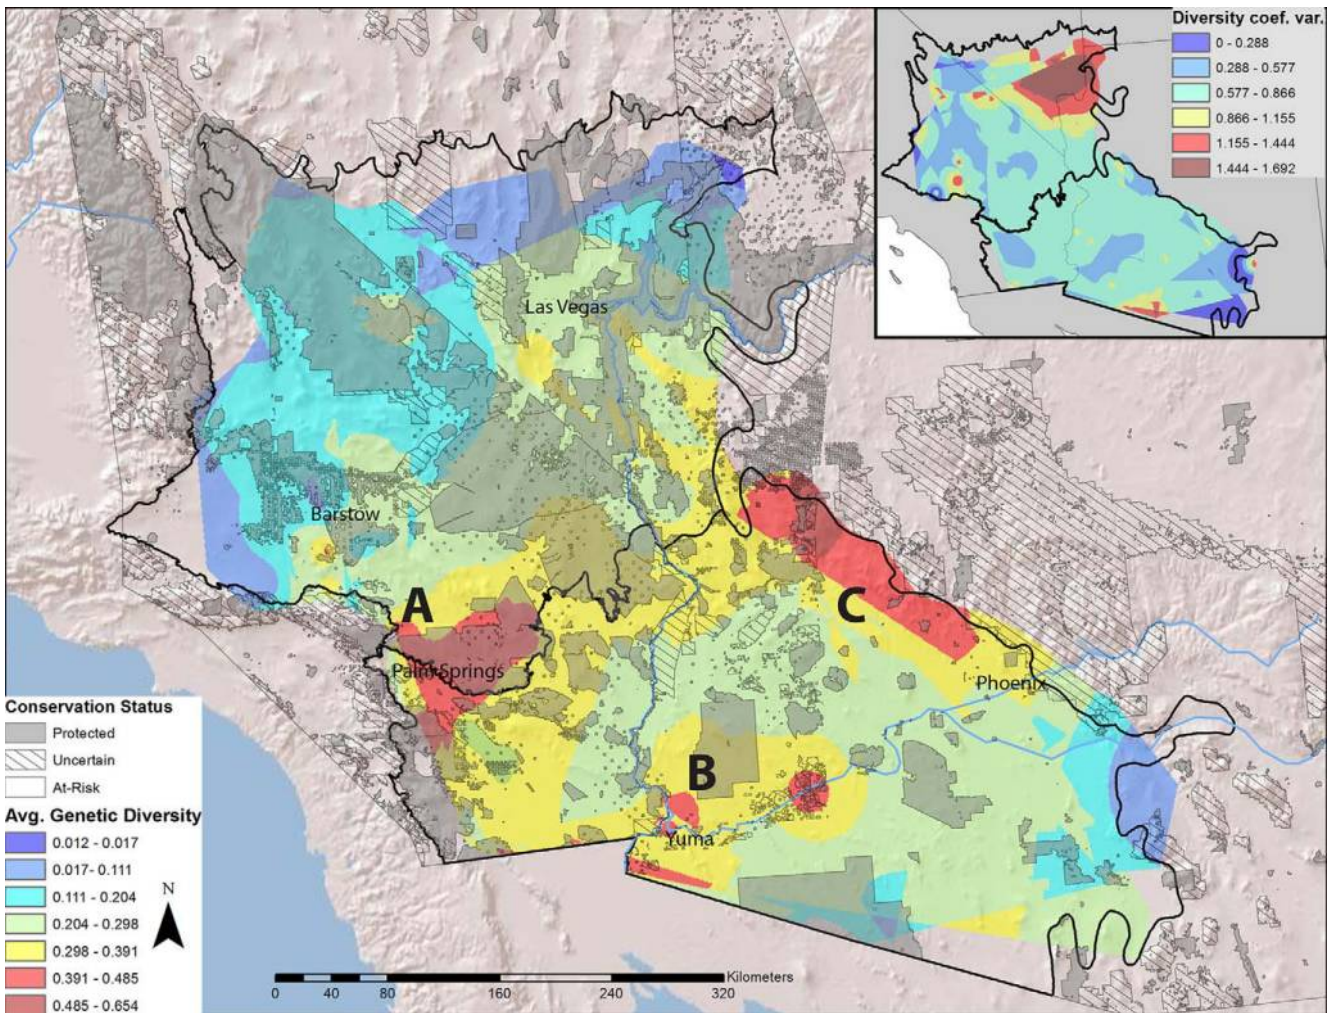 Diversity coef. var.
0 - 0.288
0.288 - 0.577
0.577 - 0.866
0.866 - 1.155
1.155 - 1.444
1.444 - 1.692
Las Vegas
Barstow
A
C
Palm Springs
Phoenix
B
Yuma
Conservation Status
Protected
Uncertain
At-Risk
Avg. Genetic Diversity
0.012 - 0.017
0.017- 0.111
0.111 - 0.204
0.204 - 0.298
0.298 - 0.391
0.391 - 0.485
0.485 - 0.654
N
Kilometers
0 40 80 160 240 320